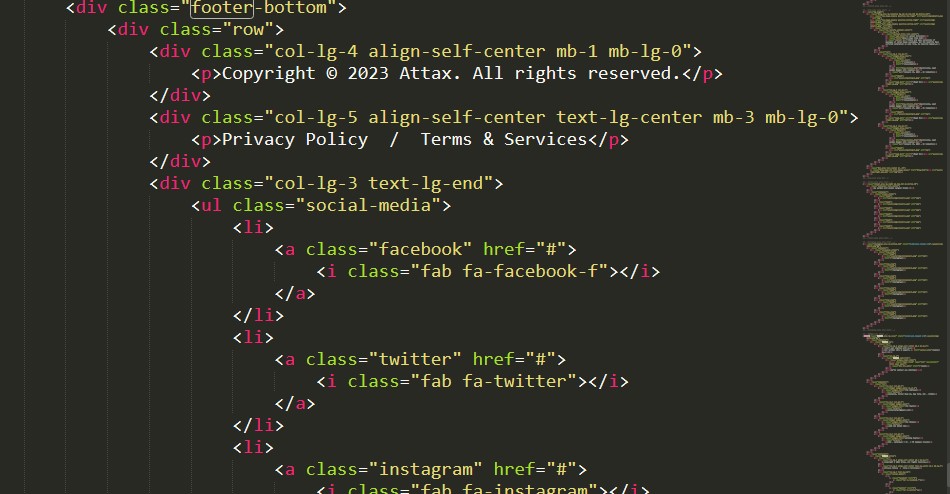 <div class="footer-bottom">
<div class="row">
<div class="col-lg-4 align-self-center mb-1 mb-lg-0">
<p>Copyright © 2023 Attax. All rights reserved.</p>
</div>
<div class="col-lg-5 align-self-center text-lg-center mb-3 mb-lg-0">
<p>Privacy Policy  /  Terms & Services</p>
</div>
<div class="col-lg-3 text-lg-end">
<ul class="social-media">
<li>
<a class="facebook" href="#">
<i class="fab fa-facebook-f"></i>
</a>
</li>
<li>
<a class="twitter" href="#">
<i class="fab fa-twitter"></i>
</a>
</li>
<li>
<a class="instagram" href="#">
<i class="fab fa-instagram"></i>